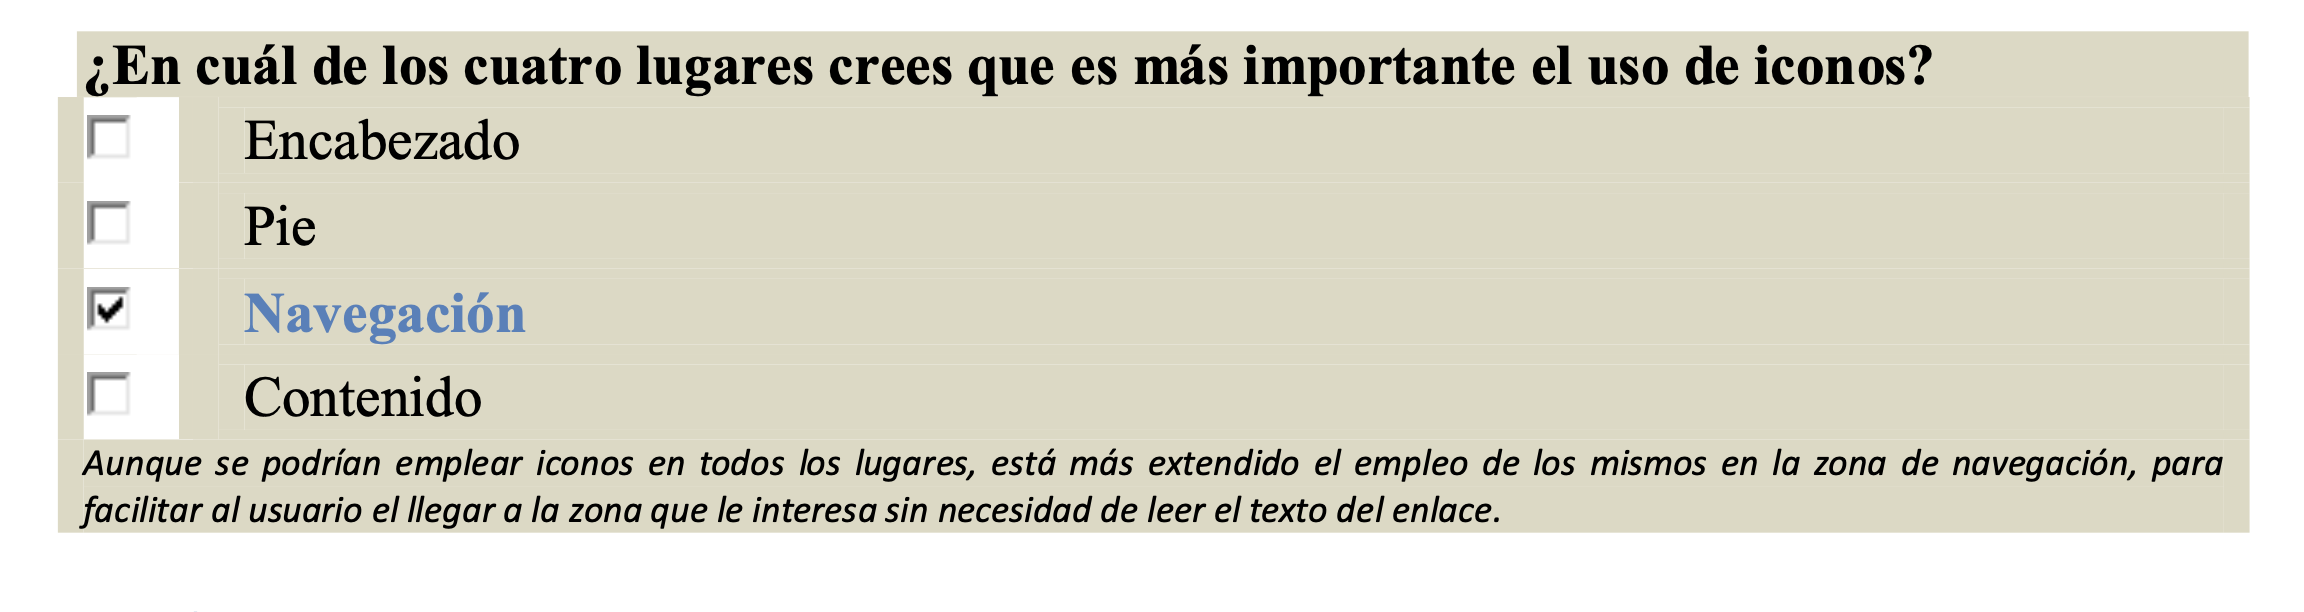 ¿En cuál de los cuatro lugares crees que es más importante el uso de iconos?
Encabezado
Pie
Navegación
Contenido
Aunque se podrían emplear iconos en todos los lugares, está más extendido el empleo de los mismos en la zona de navegación, para
facilitar al usuario el llegar a la zona que le interesa sin necesidad de leer el texto del enlace.